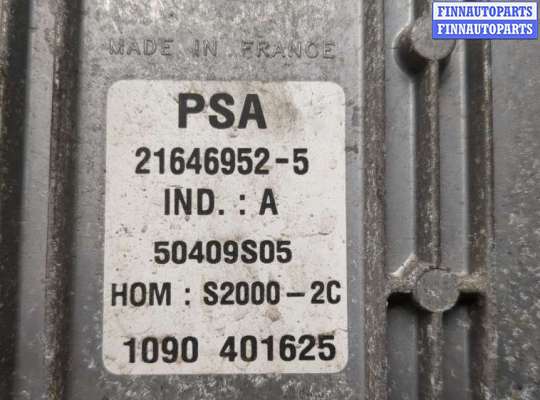 FINNAUTOPARTS
FINNAUTOPARTS
MADE IN FRANCE
PSA
21646952-5
IND. : A
50409S05
HOM : S2000-2C
1090 401625